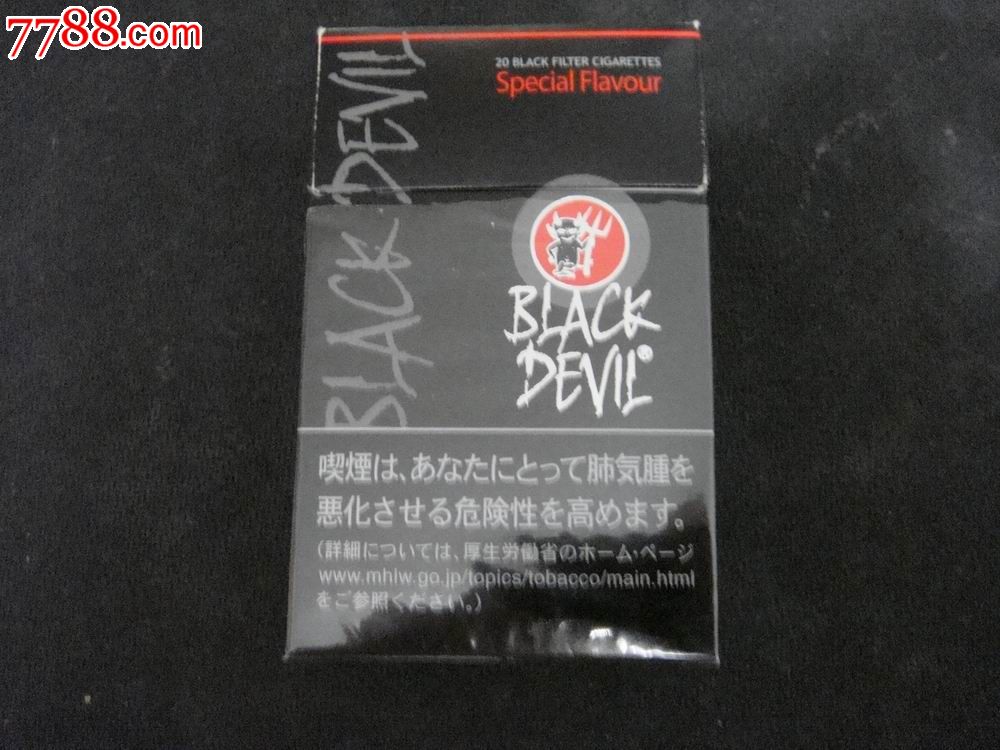 7788.com
20 BLACK FILTER CIGARETTES
Special Flavour
BLACK DEVIL
BLACK
DEVIL®
喫煙は、あなたにとって肺気腫を
悪化させる危険性を高めます。
（詳細については、厚生労働省のホーム・ページ
www.mhlw.go.jp/topics/tobacco/main.html
をご参照ください。）